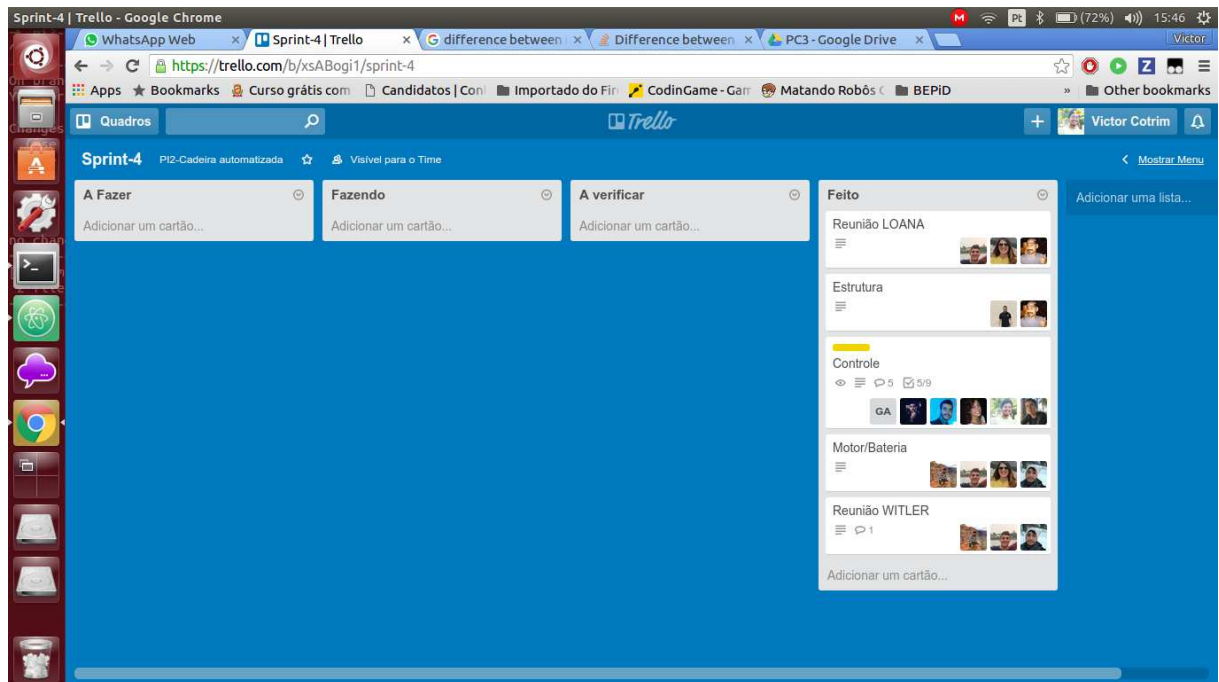 Sprint-4 | Trello - Google Chrome
M
Pt
(72%)
15:46
WhatsApp Web
Sprint-4 | Trello
difference between
Difference between
PC3 - Google Drive
Victor
https://trello.com/b/xsABogi1/sprint-4
Apps
Bookmarks
Curso grátis com
Candidatos | Con
Importado do Fir
CodinGame - Gam
Matando Robôs
BEPiD
»
Other bookmarks
Quadros
Trello
Victor Cotrim
Sprint-4
PI2-Cadeira automatizada
Visível para o Time
Mostrar Menu
A Fazer
Adicionar um cartão...
Fazendo
Adicionar um cartão...
A verificar
Adicionar um cartão...
Feito
Reunião LOANA
Estrutura
Controle
5
5/9
GA
Motor/Bateria
Reunião WITLER
1
Adicionar um cartão...
Adicionar uma lista...